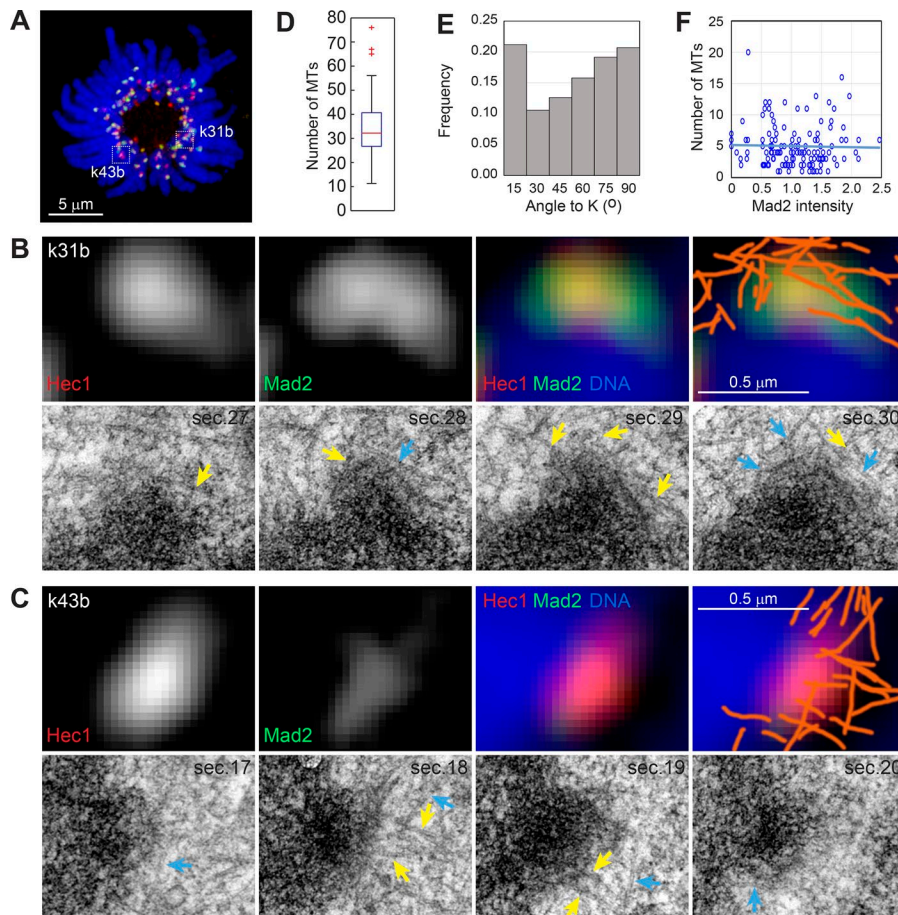 A
k31b
k43b
5 μm
D
Number of MTs
80
70
60
50
40
30
20
10
0
E
Frequency
0.25
0.20
0.15
0.10
0.05
0.00
15 30 45 60 75 90
Angle to K (o)
F
Number of MTs
25
20
15
10
5
0
0 0.5 1.0 1.5 2.0 2.5
Mad2 intensity
B
k31b
Hec1
Mad2
Hec1 Mad2 DNA
0.5 μm
sec.27
sec.28
sec.29
sec.30
C
k43b
Hec1
Mad2
Hec1 Mad2 DNA
0.5 μm
sec.17
sec.18
sec.19
sec.20